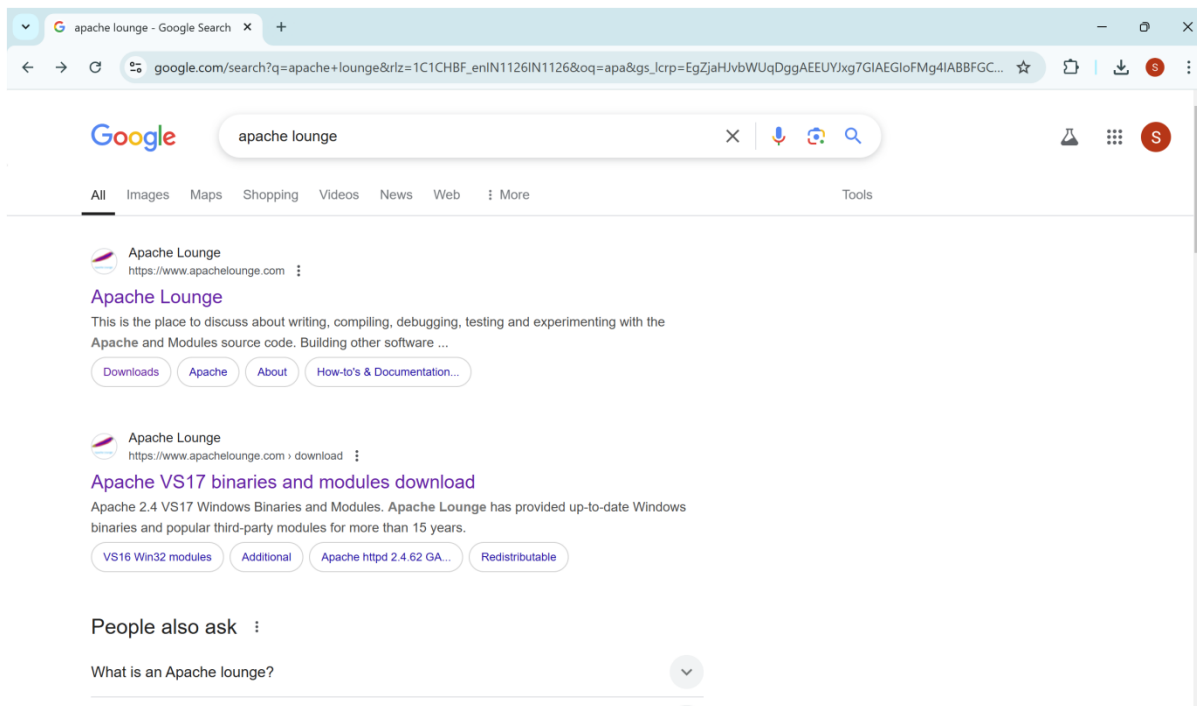 apache lounge - Google Search
google.com/search?q=apache+lounge&rlz=1C1CHBF_enIN1126IN1126&oq=apa&gs_lcrp=EgZjaHJvbWUqDggAEEUYJxg7GIAEGIoFMg4IABBFGC...
S
Google
apache lounge
S
All Images Maps Shopping Videos News Web More Tools
Apache Lounge
https://www.apachelounge.com
Apache Lounge
This is the place to discuss about writing, compiling, debugging, testing and experimenting with the
Apache and Modules source code. Building other software ...
Downloads Apache About How-to's & Documentation...
Apache Lounge
https://www.apachelounge.com › download
Apache VS17 binaries and modules download
Apache 2.4 VS17 Windows Binaries and Modules. Apache Lounge has provided up-to-date Windows
binaries and popular third-party modules for more than 15 years.
VS16 Win32 modules Additional Apache httpd 2.4.62 GA... Redistributable
People also ask
What is an Apache lounge?